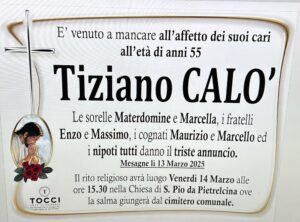 E' venuto a mancare all'affetto dei suoi cari
all'età di anni 55
Tiziano CALO'
Le sorelle Materdomine e Marcella, i fratelli
Enzo e Massimo, i cognati Maurizio e Marcello ed
i nipoti tutti danno il triste annuncio.
Mesagne li 13 Marzo 2025
Il rito religioso avrà luogo Venerdì 14 Marzo alle
ore 15.30 nella Chiesa di S. Pio da Pietrelcina ove
la salma giungerà dal cimitero comunale.
TOCCI